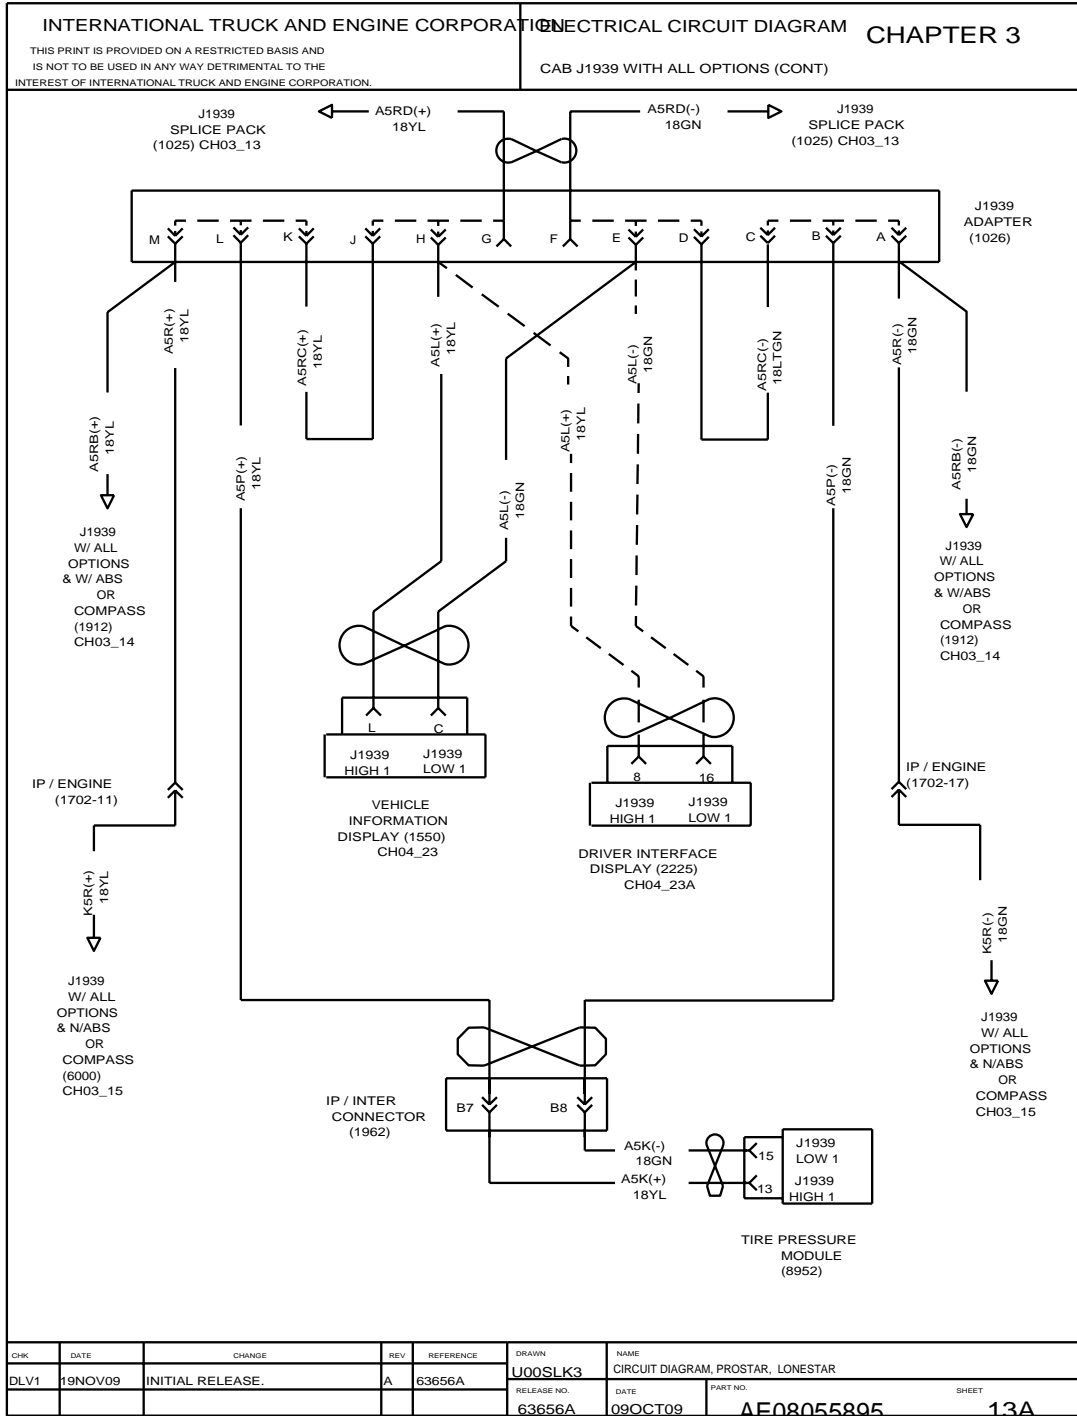 INTERNATIONAL TRUCK AND ENGINE CORPORATION
THIS PRINT IS PROVIDED ON A RESTRICTED BASIS AND
IS NOT TO BE USED IN ANY WAY DETRIMENTAL TO THE
INTEREST OF INTERNATIONAL TRUCK AND ENGINE CORPORATION.
ELECTRICAL CIRCUIT DIAGRAM
CHAPTER 3
CAB J1939 WITH ALL OPTIONS (CONT)
J1939
SPLICE PACK
(1025) CH03_13
A5RD(+)
18YL
A5RD(-)
18GN
J1939
SPLICE PACK
(1025) CH03_13
J1939
ADAPTER
(1026)
M
L
K
J
H
G
F
E
D
C
B
A
A5R(+)
18YL
A5RC(+)
18YL
A5L(+)
18YL
A5L(-)
18GN
A5RC(-)
18LTGN
A5R(-)
18GN
A5RB(+)
18YL
A5P(+)
18YL
A5L(-)
18GN
A5L(+)
18YL
A5P(-)
18GN
A5RB(-)
18GN
J1939
W/ ALL
OPTIONS
& W/ ABS
OR
COMPASS
(1912)
CH03_14
J1939
W/ ALL
OPTIONS
& W/ABS
OR
COMPASS
(1912)
CH03_14
L
C
J1939
HIGH 1
J1939
LOW 1
VEHICLE
INFORMATION
DISPLAY (1550)
CH04_23
8
16
J1939
HIGH 1
J1939
LOW 1
DRIVER INTERFACE
DISPLAY (2225)
CH04_23A
IP / ENGINE
(1702-11)
IP / ENGINE
(1702-17)
K5R(+)
18YL
K5R(-)
18GN
J1939
W/ ALL
OPTIONS
& N/ABS
OR
COMPASS
(6000)
CH03_15
J1939
W/ ALL
OPTIONS
& N/ABS
OR
COMPASS
CH03_15
IP / INTER
CONNECTOR
(1962)
B7
B8
A5K(-)
18GN
A5K(+)
18YL
15
13
J1939
LOW 1
J1939
HIGH 1
TIRE PRESSURE
MODULE
(8952)
CHK DATE CHANGE REV REFERENCE
DLV1 19NOV09 INITIAL RELEASE. A 63656A
DRAWN
U00SLK3
NAME
CIRCUIT DIAGRAM, PROSTAR, LONESTAR
RELEASE NO.
63656A
DATE
09OCT09
PART NO.
AE08055895
SHEET
13A